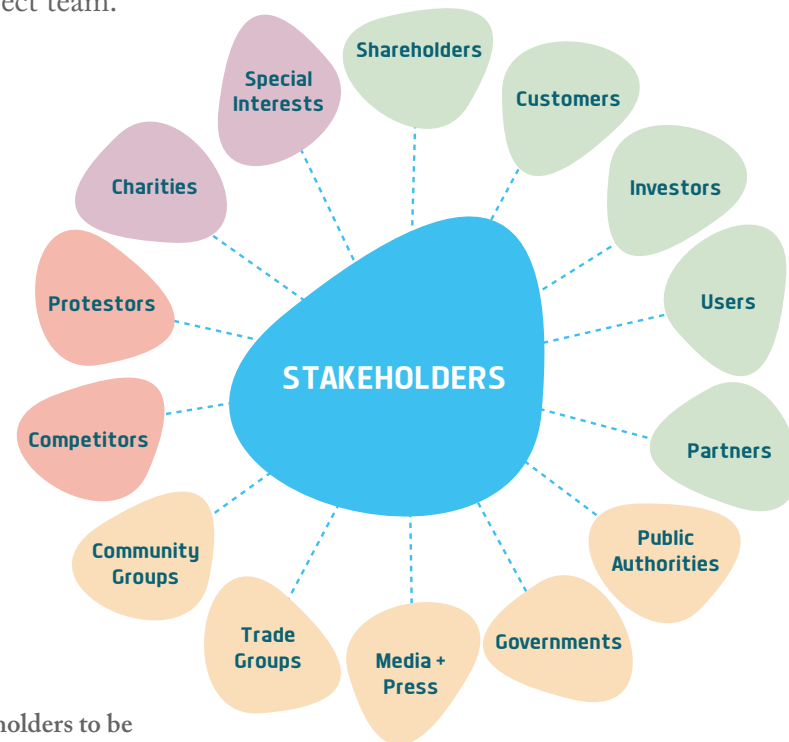 ect team.
Shareholders
Special
Interests
Customers
Charities
Investors
Protestors
Users
STAKEHOLDERS
Competitors
Partners
Community
Groups
Public
Authorities
Trade
Groups
Media +
Press
Governments
holders to be